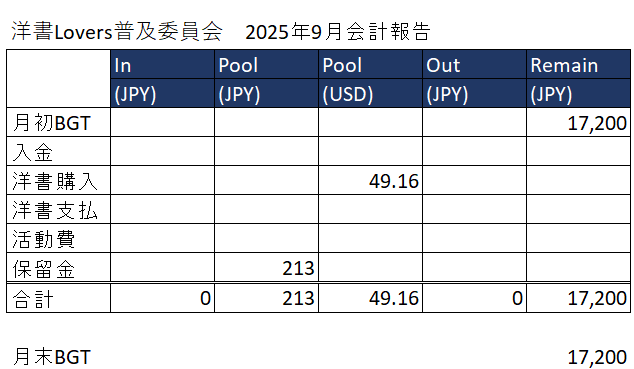 洋書Lovers普及委員会　2025年9月会計報告
In Pool Pool Out Remain
(JPY) (JPY) (USD) (JPY) (JPY)
月初BGT 17,200
入金
洋書購入 49.16
洋書支払
活動費
保留金 213
合計 0 213 49.16 0 17,200
月末BGT 17,200